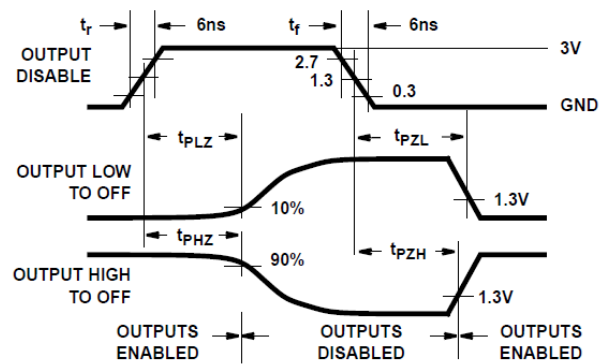 tr 6ns tf 6ns
OUTPUT
DISABLE
3V
2.7
1.3
0.3
GND
tPLZ tPZL
OUTPUT LOW
TO OFF
10%
1.3V
tPHZ tPZH
90%
OUTPUT HIGH
TO OFF
1.3V
OUTPUTS
ENABLED
OUTPUTS
DISABLED
OUTPUTS
ENABLED